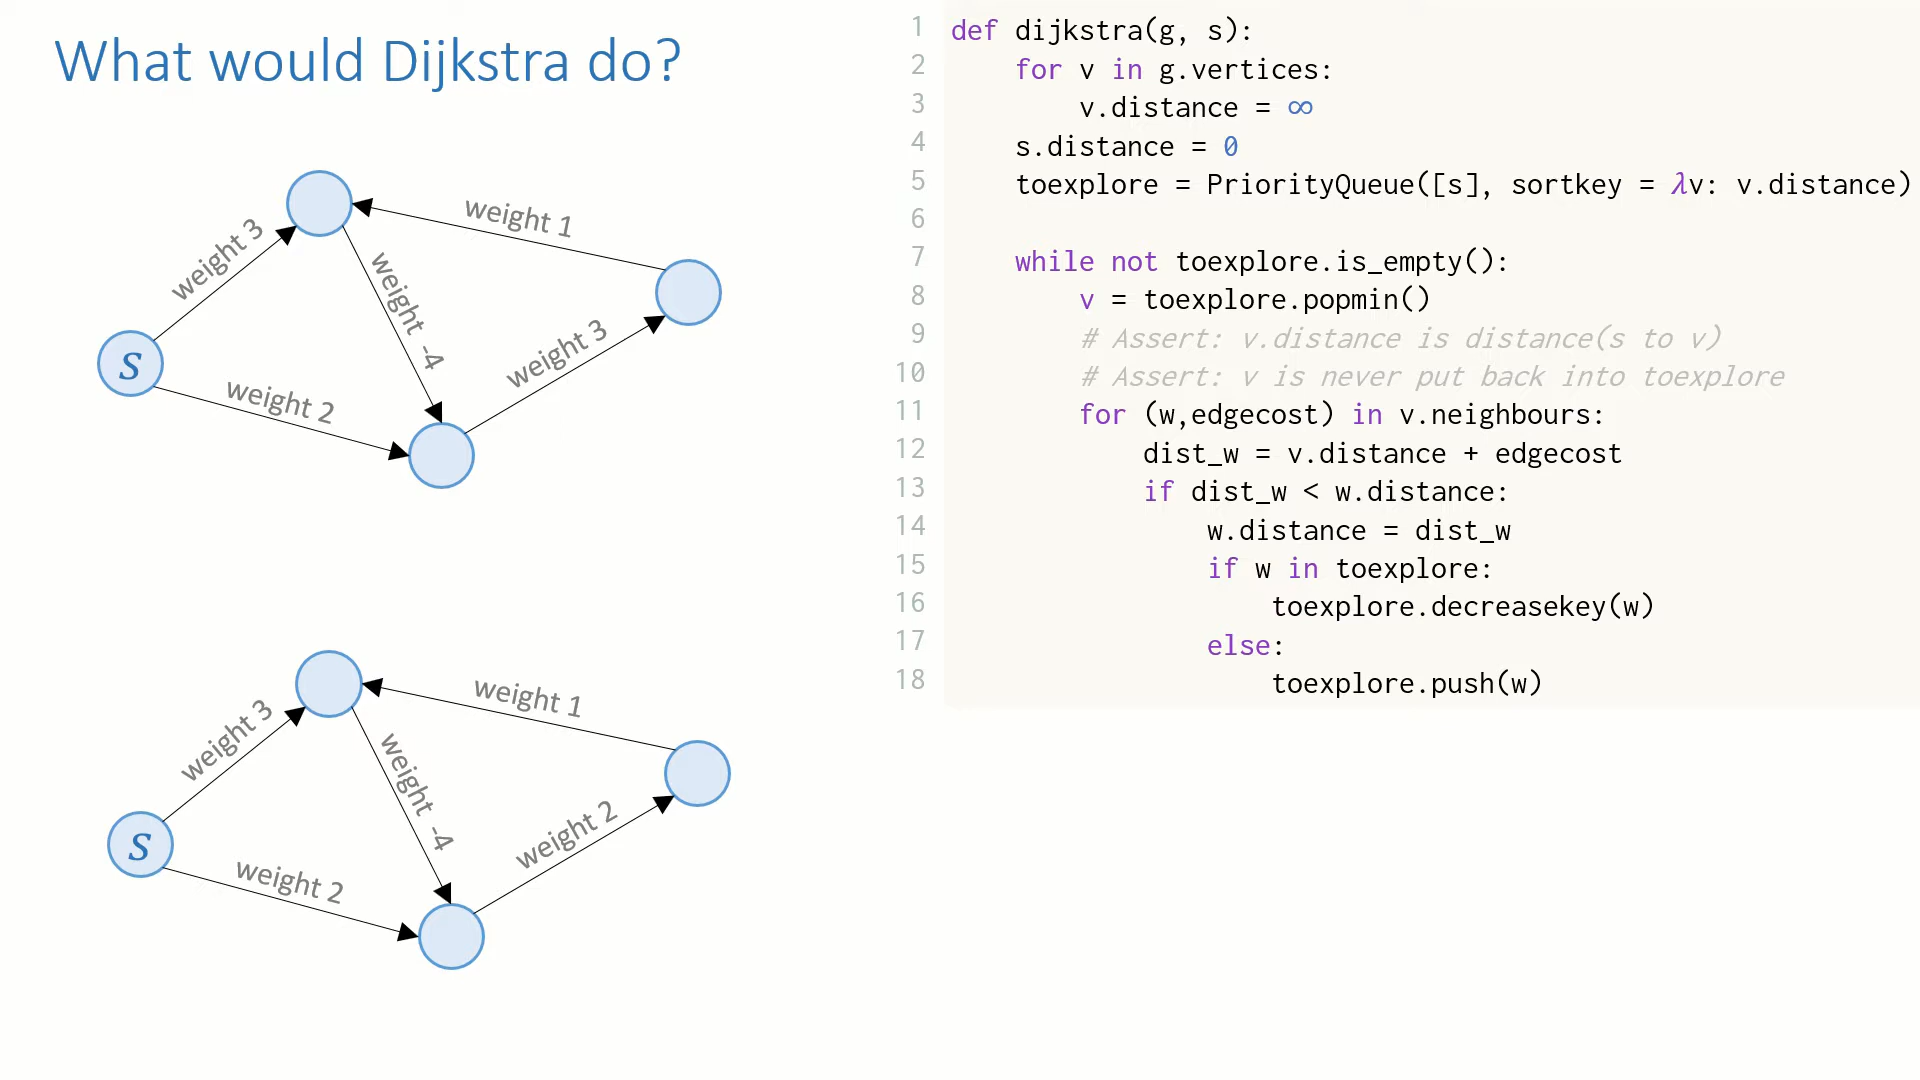 What would Dijkstra do?
weight 3
weight 1
weight -4
weight 3
s
weight 2
weight 3
weight 1
weight -4
weight 2
s
weight 2
1 def dijkstra(g, s):
2     for v in g.vertices:
3         v.distance = ∞
4     s.distance = 0
5     toexplore = PriorityQueue([s], sortkey = λv: v.distance)
6
7     while not toexplore.is_empty():
8         v = toexplore.popmin()
9         # Assert: v.distance is distance(s to v)
10         # Assert: v is never put back into toexplore
11         for (w,edgecost) in v.neighbours:
12             dist_w = v.distance + edgecost
13             if dist_w < w.distance:
14                 w.distance = dist_w
15                 if w in toexplore:
16                     toexplore.decreasekey(w)
17                 else:
18                     toexplore.push(w)